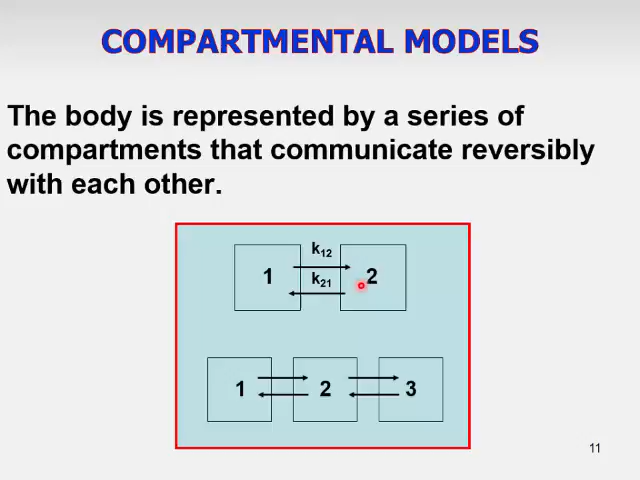 COMPARTMENTAL MODELS
The body is represented by a series of
compartments that communicate reversibly
with each other.
k12
1 2
k21
1 2 3
11